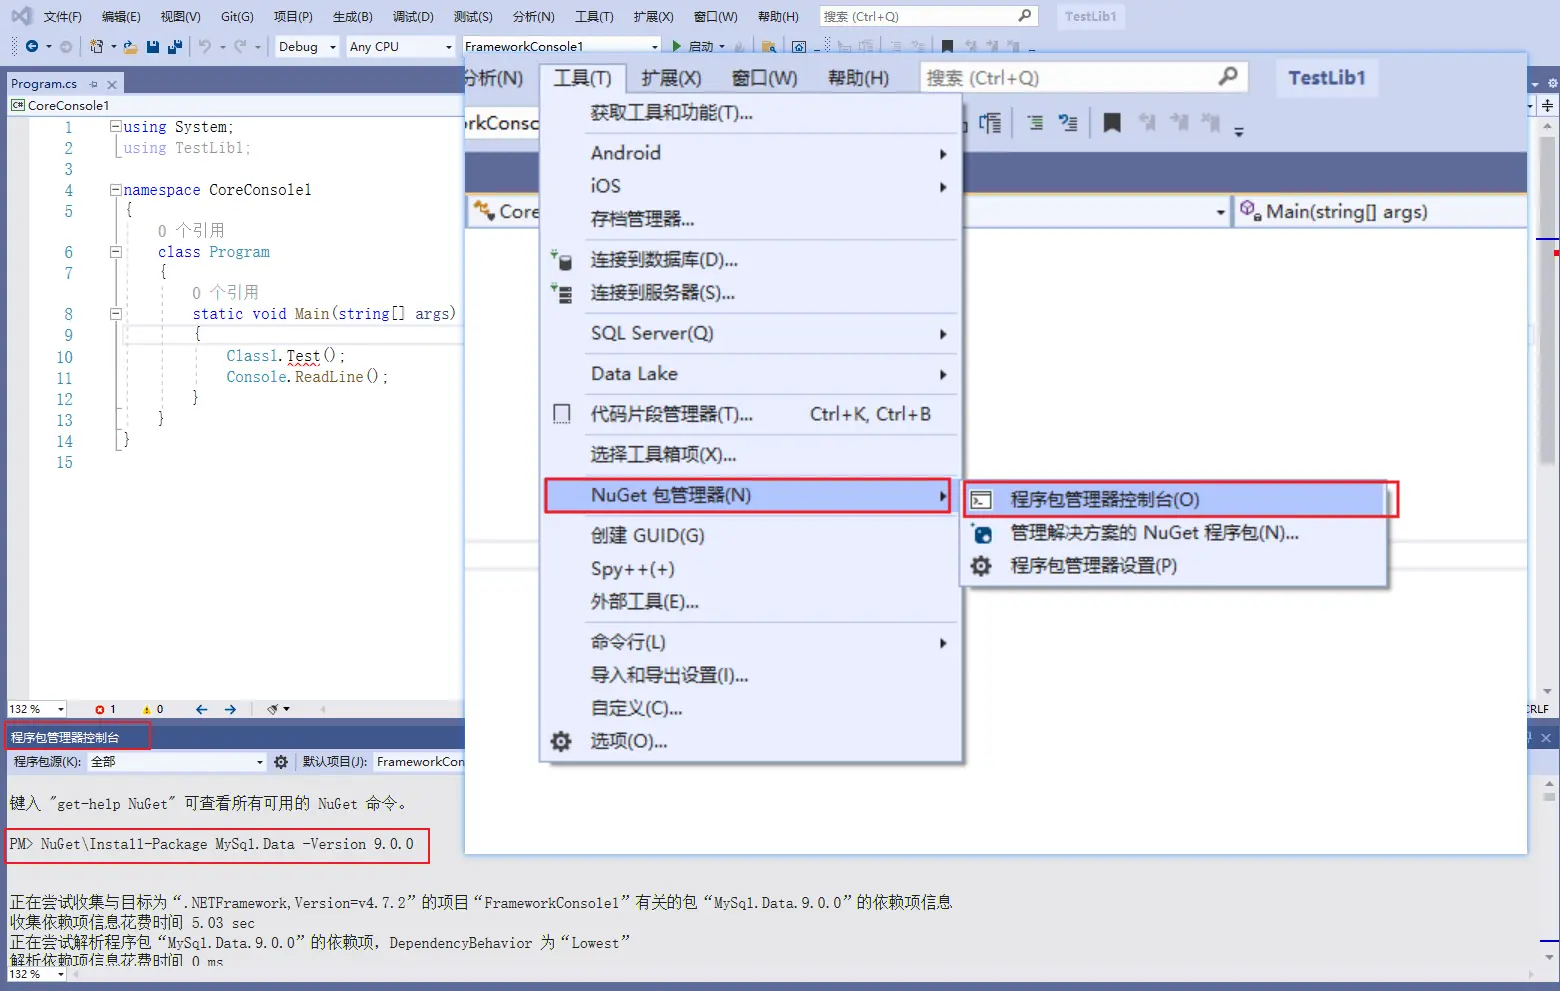 文件(F) 编辑(E) 视图(V) Git(G) 项目(P) 生成(B) 调试(D) 测试(S) 分析(N) 工具(T) 扩展(X) 窗口(W) 帮助(H) 搜索 (Ctrl+Q) TestLib1
Debug Any CPU FrameworkConsole1 启动
Program.cs
CoreConsole1
1 using System;
2 using TestLib1;
3
4 namespace CoreConsole1
5 {
0 个引用
6 class Program
7 {
0 个引用
8 static void Main(string[] args)
9 {
10 Class1.Test();
11 Console.ReadLine();
12 }
13 }
14 }
15
132 % 1 0
CRLF
分析(N) 工具(T) 扩展(X) 窗口(W) 帮助(H) 搜索 (Ctrl+Q) TestLib1
rkConso
Core
Main(string[] args)
获取工具和功能(T)...
Android
iOS
存档管理器...
连接到数据库(D)...
连接到服务器(S)...
SQL Server(Q)
Data Lake
代码片段管理器(T)... Ctrl+K, Ctrl+B
选择工具箱项(X)...
NuGet 包管理器(N)
创建 GUID(G)
Spy++(+)
外部工具(E)...
命令行(L)
导入和导出设置(I)...
自定义(C)...
选项(O)...
程序包管理器控制台(O)
管理解决方案的 NuGet 程序包(N)...
程序包管理器设置(P)
程序包管理器控制台
程序包源(K): 全部 默认项目(J): FrameworkCon
键入 "get-help NuGet" 可查看所有可用的 NuGet 命令。
PM> NuGet\Install-Package MySql.Data -Version 9.0.0
正在尝试收集与目标为“.NETFramework,Version=v4.7.2”的项目“FrameworkConsole1”有关的包“MySql.Data.9.0.0”的依赖项信息
收集依赖项信息花费时间 5.03 sec
正在尝试解析程序包“MySql.Data.9.0.0”的依赖项，DependencyBehavior 为“Lowest”
解析依赖项信息花费时间 0 ms
132 %